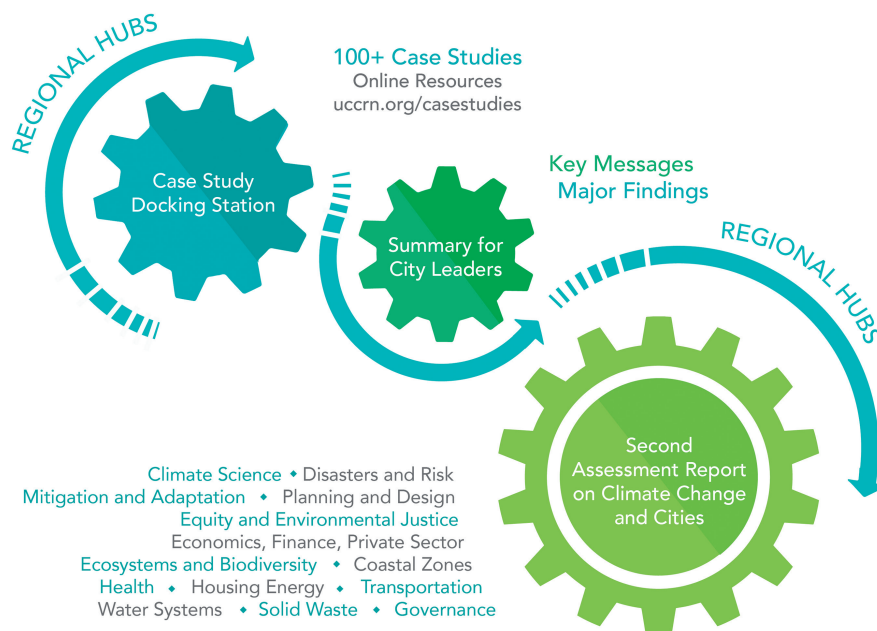 REGIONAL HUBS
100+ Case Studies
Online Resources
uccrn.org/casestudies
Case Study
Docking Station
Key Messages
Major Findings
Summary for
City Leaders
REGIONAL HUBS
Second
Assessment Report
on Climate Change
and Cities
Climate Science ⬥ Disasters and Risk
Mitigation and Adaptation ⬥ Planning and Design
Equity and Environmental Justice
Economics, Finance, Private Sector
Ecosystems and Biodiversity ⬥ Coastal Zones
Health ⬥ Housing Energy ⬥ Transportation
Water Systems ⬥ Solid Waste ⬥ Governance